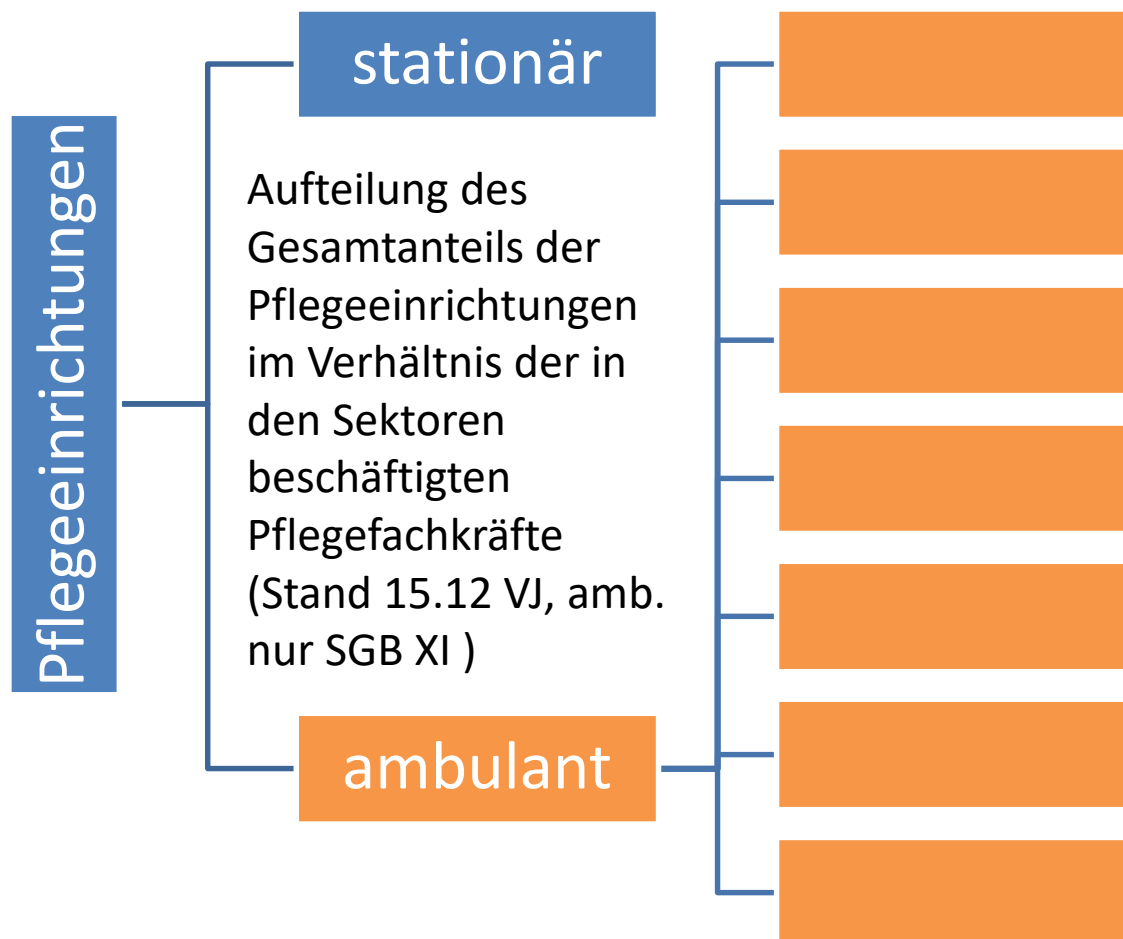 Pflegeeinrichtungen
stationär
Aufteilung des
Gesamtanteils der
Pflegeeinrichtungen
im Verhältnis der in
den Sektoren
beschäftigten
Pflegefachkräfte
(Stand 15.12 VJ, amb.
nur SGB XI )
ambulant